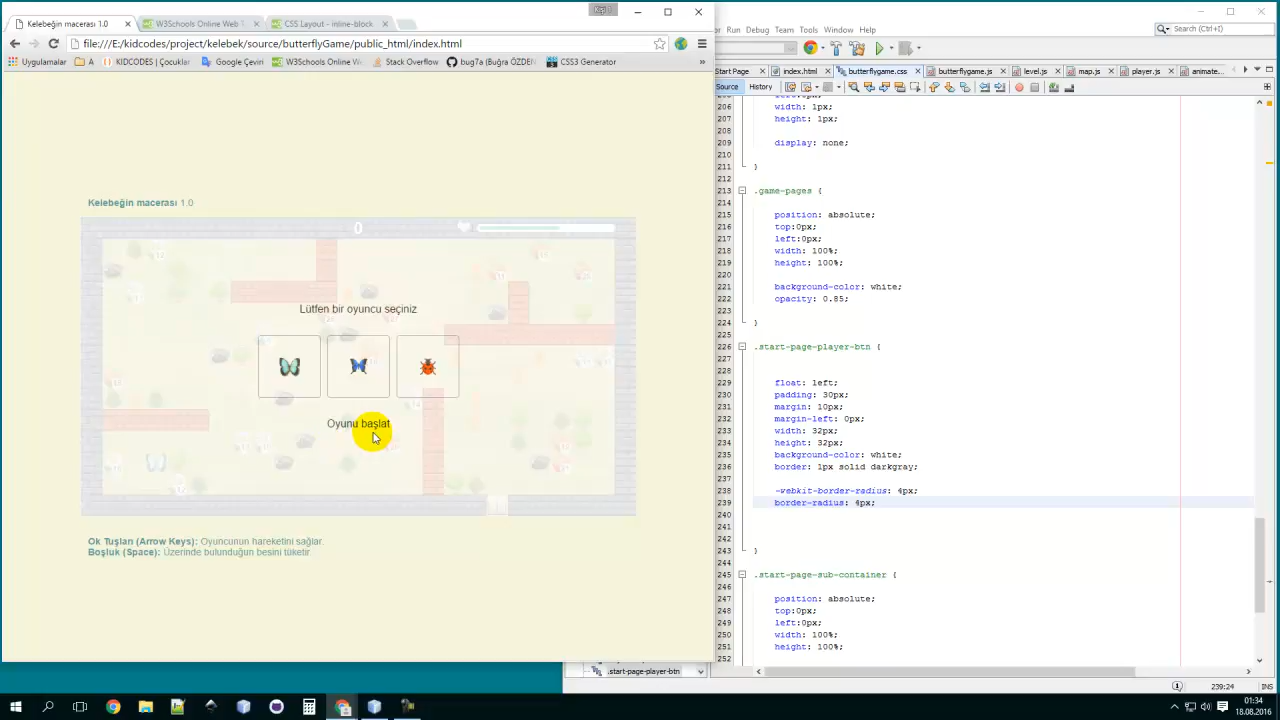 Kelebeğin macerası 1.0
W3Schools Online Web T
CSS Layout - inline-block
file:///E:/kidcodes/project/kelebek/source/butterflyGame/public_html/index.html
Uygulamalar
A
KIDCODES | Çocuklar
Google Çeviri
W3Schools Online We
Stack Overflow
bug7a (Buğra ÖZDEN
CSS3 Generator
»
Kelebeğin macerası 1.0
0
Lütfen bir oyuncu seçiniz
Oyunu başlat
Ok Tuşları (Arrow Keys): Oyuncunun hareketini sağlar.
Boşluk (Space): Üzerinde bulunduğun besini tüketir.
Run Debug Team Tools Window Help
Search (Ctrl+I)
Start Page
index.html
butterflygame.css
butterflygame.js
level.js
map.js
player.js
animate...
Source History
206 width: 1px;
207 height: 1px;
208
209 display: none;
210
211 }
212
213 .game-pages {
214
215 position: absolute;
216 top:0px;
217 left:0px;
218 width: 100%;
219 height: 100%;
220
221 background-color: white;
222 opacity: 0.85;
223
224 }
225
226 .start-page-player-btn {
227
228
229 float: left;
230 padding: 30px;
231 margin: 10px;
232 margin-left: 0px;
233 width: 32px;
234 height: 32px;
235 background-color: white;
236 border: 1px solid darkgray;
237
238 -webkit-border-radius: 4px;
239 border-radius: 4px;
240
241
242
243 }
244
245 .start-page-sub-container {
246
247 position: absolute;
248 top:0px;
249 left:0px;
250 width: 100%;
251 height: 100%;
252
.start-page-player-btn
239:24 INS
01:34
18.08.2016